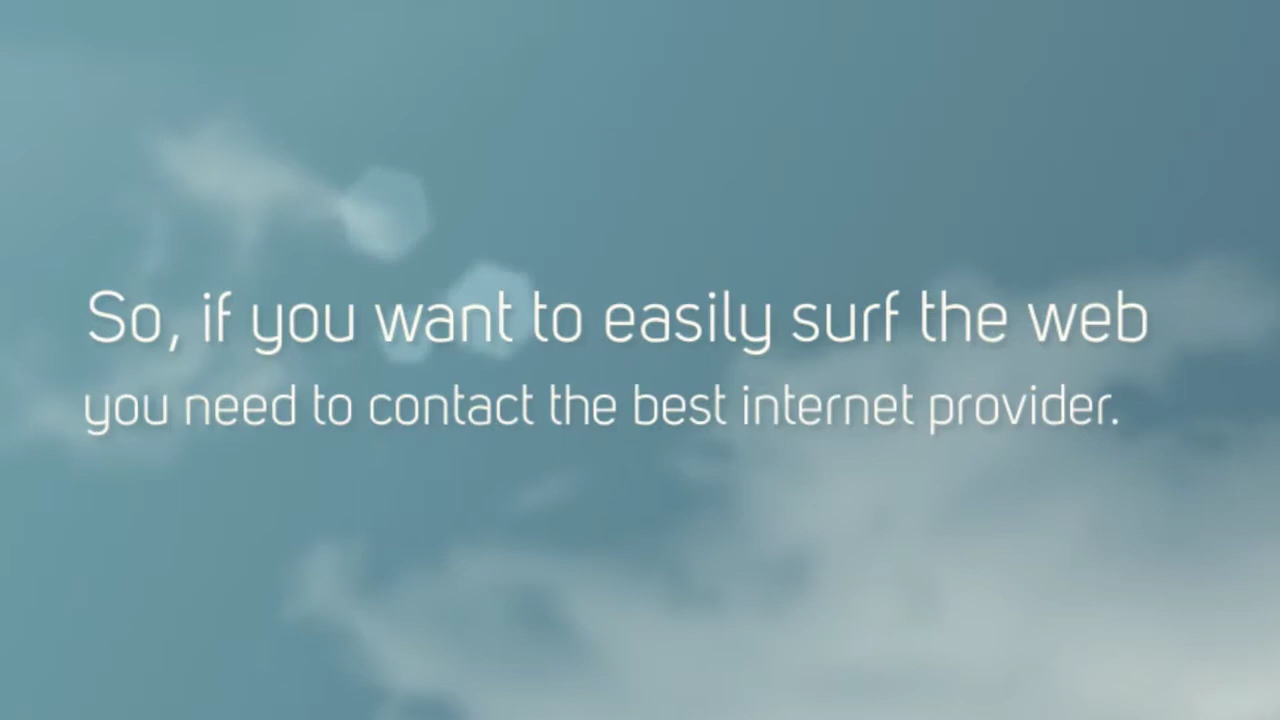 So, if you want to easily surf the web
you need to contact the best internet provider.